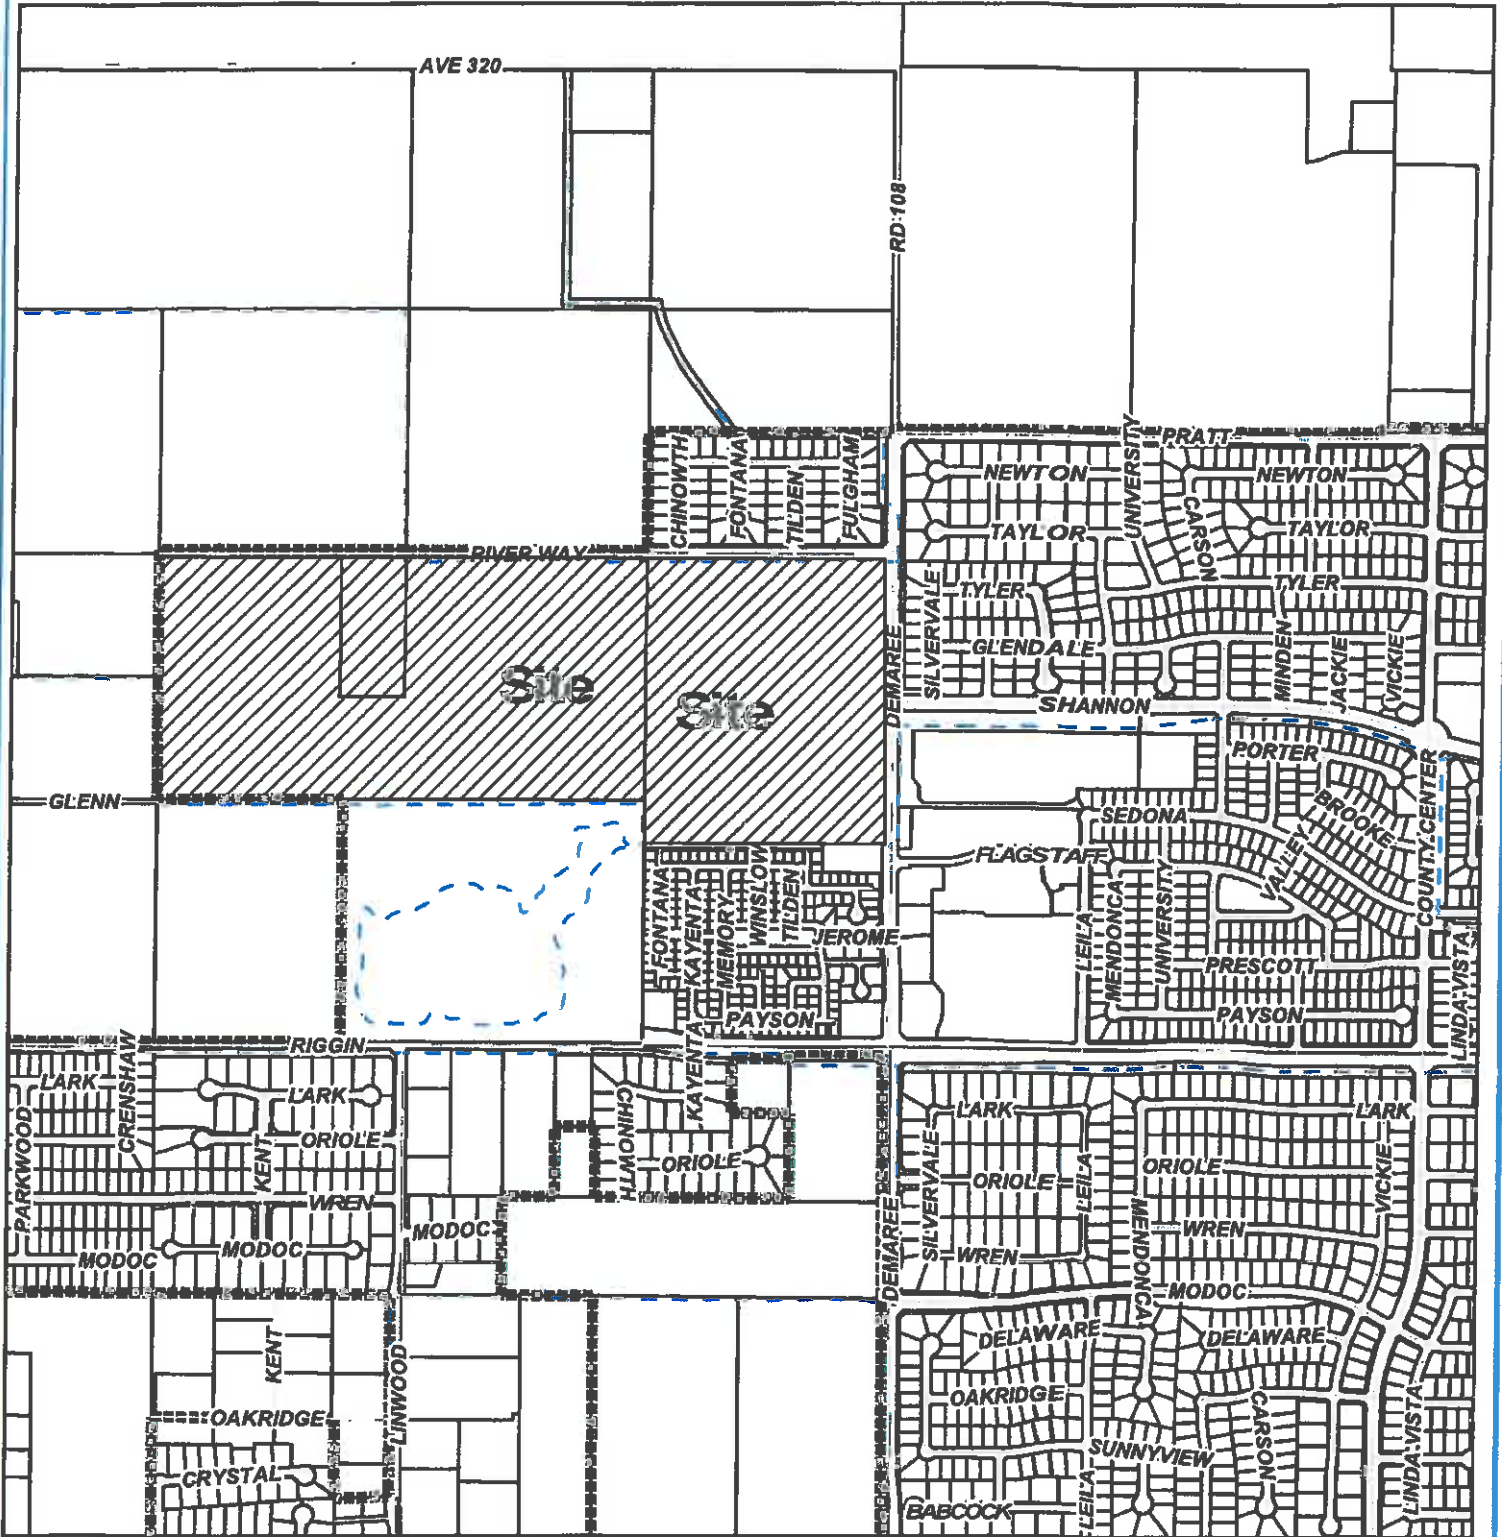 AVE 320
RD 108
PRATT
UNIVERSITY
CHINOWTH
FONTANA
TILDEN
FULGHAM
NEWTON
NEWTON
CARSON
TAYLOR
TAYLOR
RIVER WAY
TYLER
TYLER
SILVERVALE
GLENDALE
MINDEN
JACKIE
VICKIE
DEMAREE
Site
Site
SHANNON
PORTER
GLENN
BROOKE
COUNTY CENTER
SEDONA
FLAGSTAFF
VALLEY
FONTANA
KAYENTA
MEMORY
WINSLOW
TILDEN
JEROME
LEILA
MENDONCA
UNIVERSITY
PRESCOTT
LINDA VISTA
PAYSON
PAYSON
RIGGIN
KAYENTA
CRENSHAW
LARK
LARK
CHINOWTH
LARK
LARK
PARKWOOD
KENT
ORIOLE
ORIOLE
SILVERVALE
ORIOLE
LEILA
ORIOLE
VICKIE
WREN
MENDONCA
WREN
WREN
MODOC
MODOC
MODOC
DEMAREE
MODOC
KENT
LINWOOD
DELAWARE
DELAWARE
OAKRIDGE
OAKRIDGE
CARSON
LINDA VISTA
CRYSTAL
SUNNYVIEW
LEILA
BABCOCK